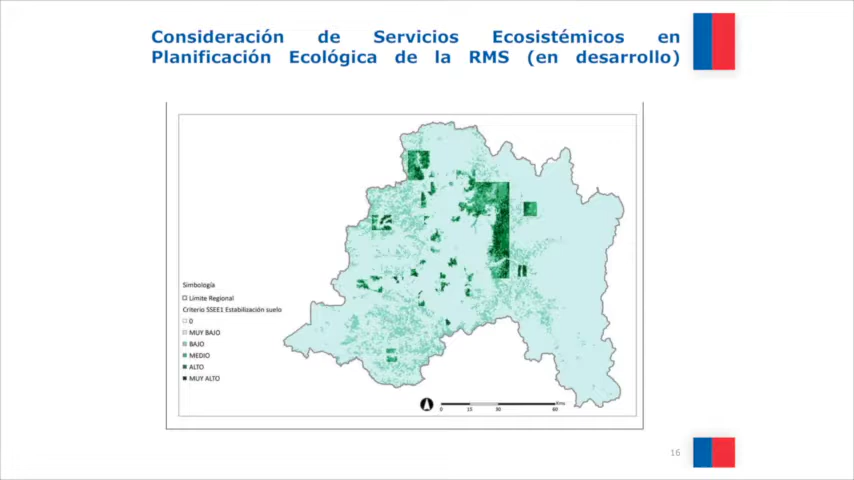 Consideración de Servicios Ecosistémicos en
Planificación Ecológica de la RMS (en desarrollo)
Simbología
Limite Regional
Criterio SSEE1 Estabilización suelo
0
MUY BAJO
BAJO
MEDIO
ALTO
MUY ALTO
Kms
0 15 30 60
16